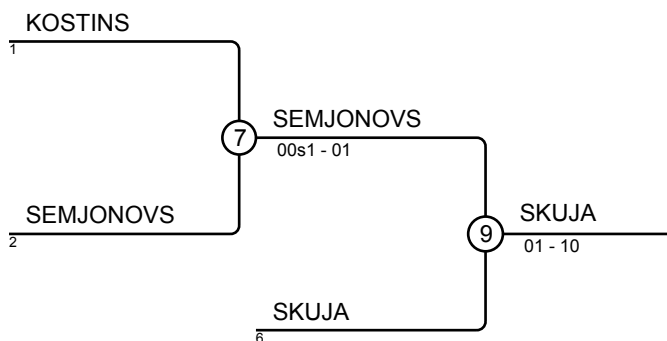 KOSTINS
1
7
SEMJONOVS
00s1 - 01
SEMJONOVS
2
9
SKUJA
01 - 10
SKUJA
6